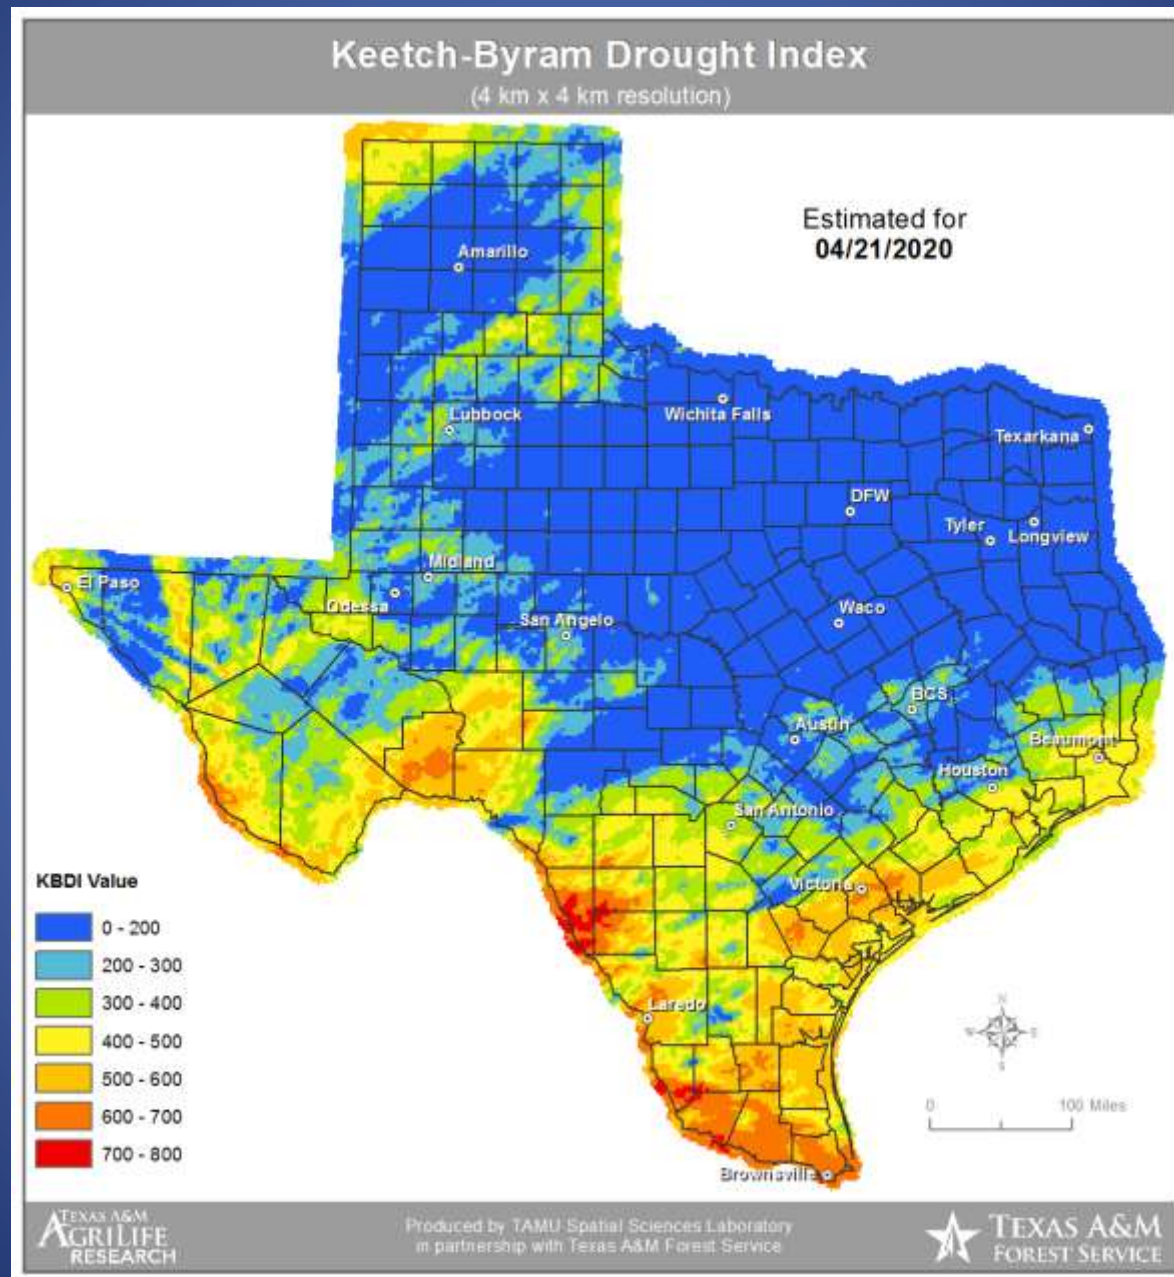 Keetch-Byram Drought Index
(4 km x 4 km resolution)
Estimated for
04/21/2020
Amarillo
Lubbock
Wichita Falls
Texarkana
DFW
Tyler
Longview
Midland
El Paso
Odessa
San Angelo
Waco
BCS
Austin
Beaumont
Houston
San Antonio
Victoria
Laredo
Brownsville
KBDI Value
0 - 200
200 - 300
300 - 400
400 - 500
500 - 600
600 - 700
700 - 800
N
W
E
S
0
100 Miles
TEXAS A&M
AGRILIFE
RESEARCH
Produced by TAMU Spatial Sciences Laboratory
in partnership with Texas A&M Forest Service
TEXAS A&M
FOREST SERVICE